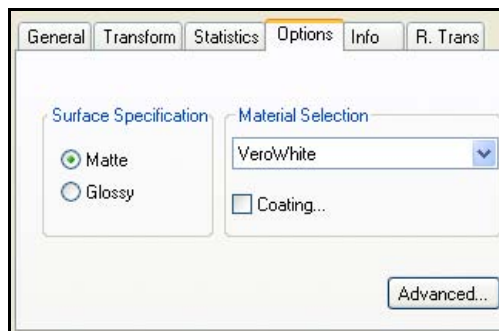 General Transform Statistics Options Info R. Trans
Surface Specification Material Selection
Matte
VeroWhite
Glossy
Coating...
Advanced...